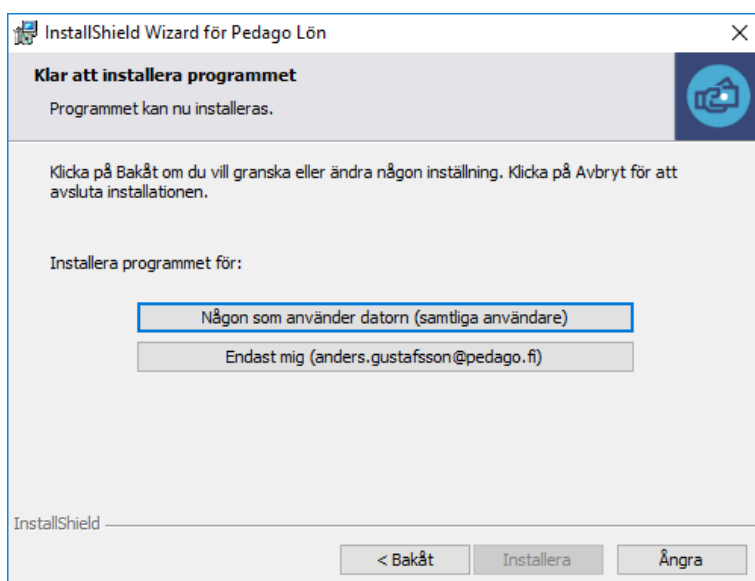 InstallShield Wizard för Pedago Lön
Klar att installera programmet
Programmet kan nu installeras.
Klicka på Bakåt om du vill granska eller ändra någon inställning. Klicka på Avbryt för att
avsluta installationen.
Installera programmet för:
Någon som använder datorn (samtliga användare)
Endast mig (anders.gustafsson@pedago.fi)
InstallShield
< Bakåt
Installera
Ångra